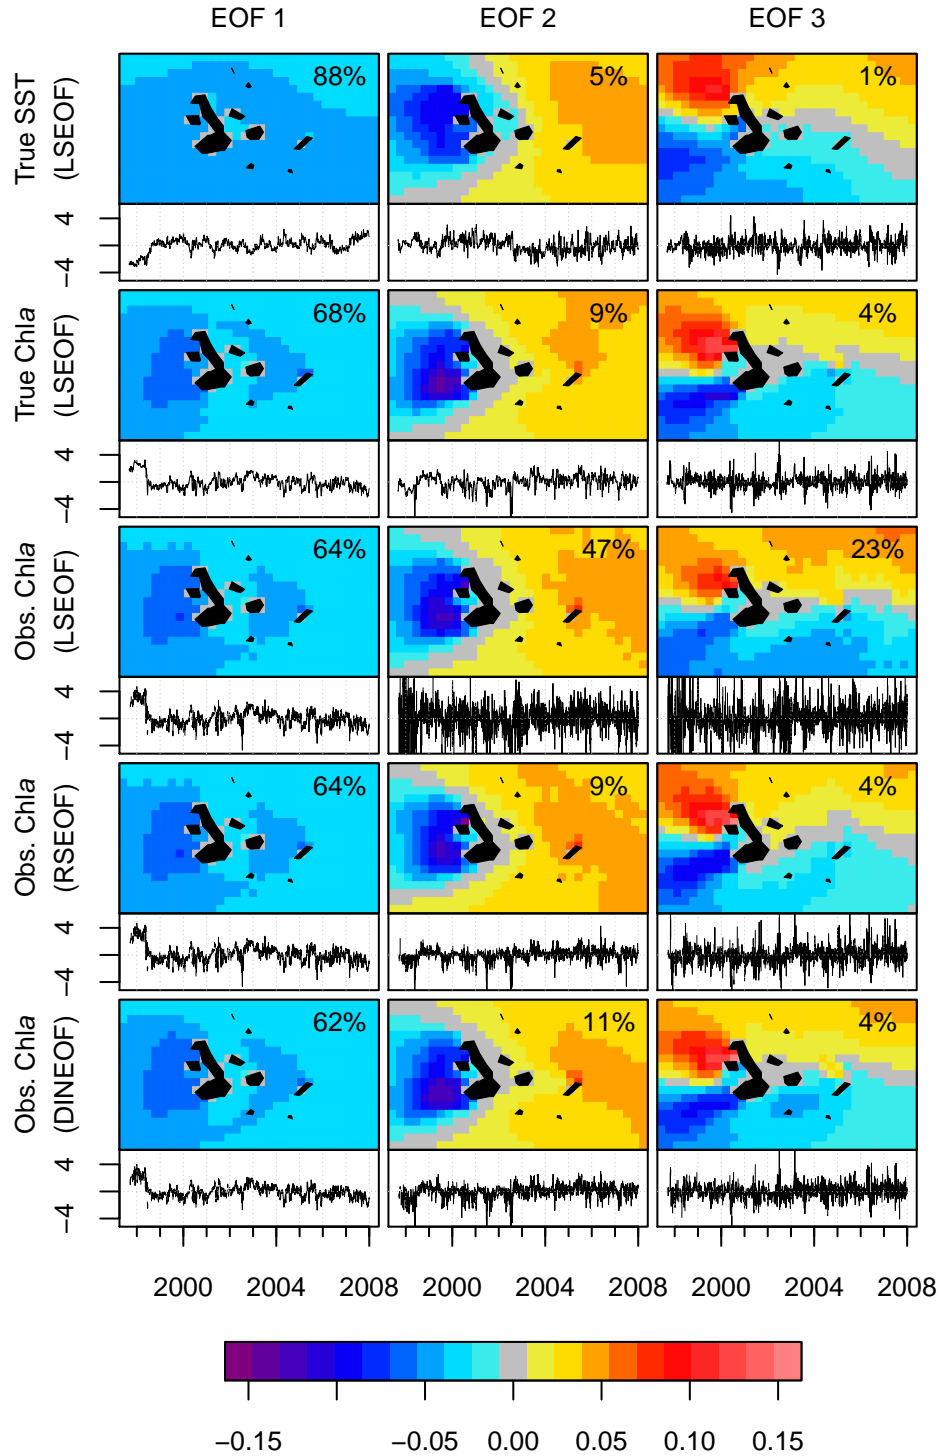 EOF 1 EOF 2 EOF 3
True SST
(LSEOF)
88% 5% 1%
4
−4
True Chla
(LSEOF)
68% 9% 4%
4
−4
Obs. Chla
(LSEOF)
64% 47% 23%
4
−4
Obs. Chla
(RSEOF)
64% 9% 4%
4
−4
Obs. Chla
(DINEOF)
62% 11% 4%
4
−4
2000 2004 2008 2000 2004 2008 2000 2004 2008
−0.15 −0.05 0.00 0.05 0.10 0.15